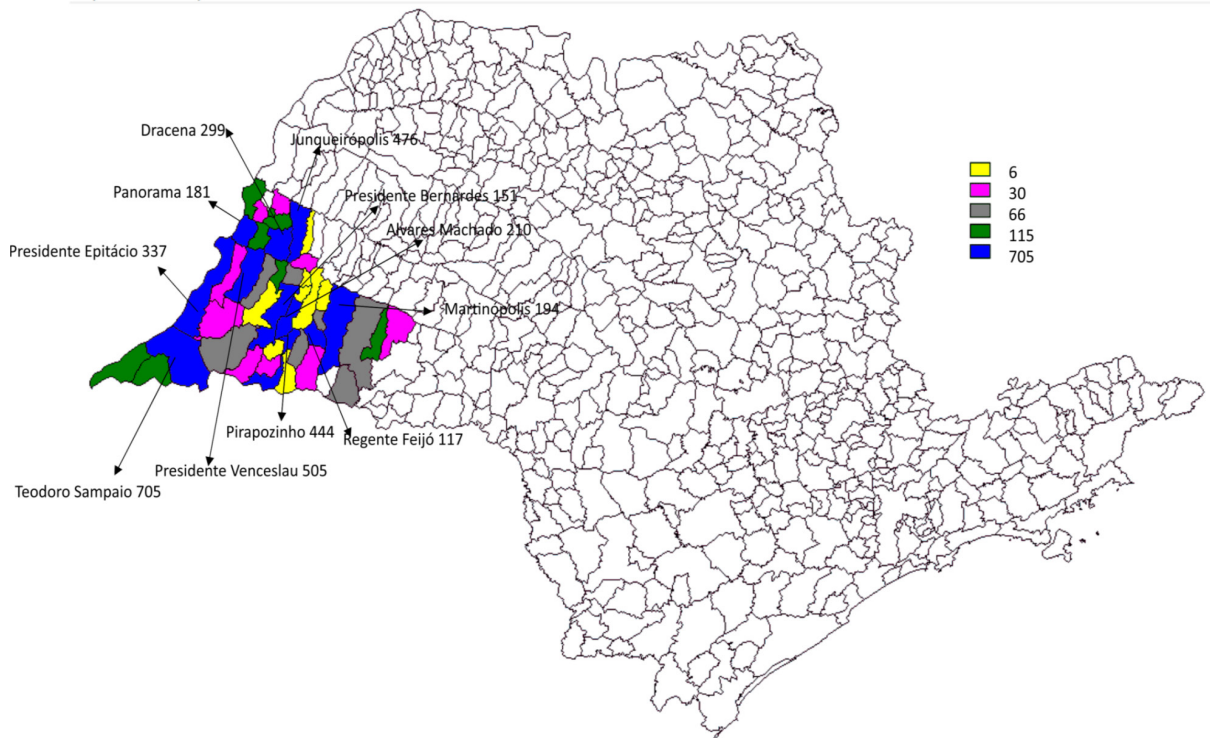 Dracena 299
Junqueirópolis 476
Panorama 181
Presidente Bernardes 151
Alvares Machado 210
Presidente Epitácio 337
Martinópolis 194
Pirapozinho 444
Regente Feijó 117
Presidente Venceslau 505
Teodoro Sampaio 705
6
30
66
115
705